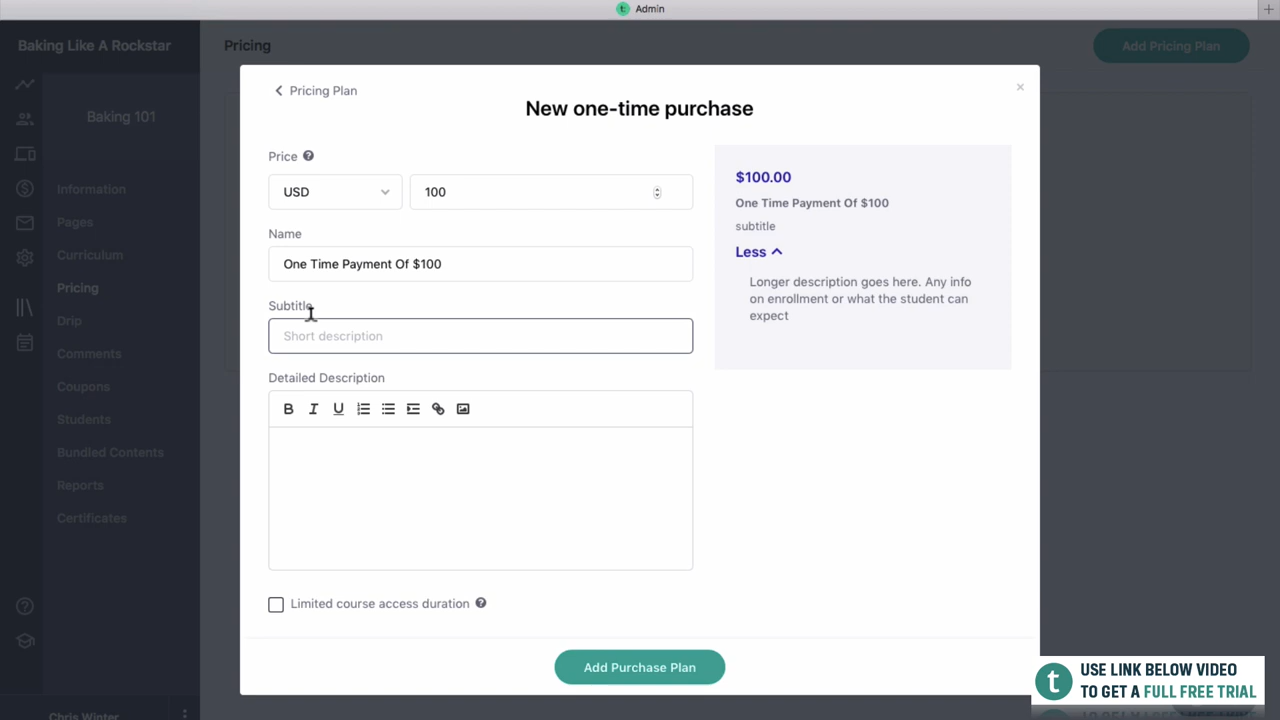 Admin
Baking Like A Rockstar
Pricing
Add Pricing Plan
Baking 101
Information
Pages
Curriculum
Pricing
Drip
Comments
Coupons
Students
Bundled Contents
Reports
Certificates
Chris Winter
Pricing Plan
New one-time purchase
Price
USD
100
Name
One Time Payment Of $100
Subtitle
Short description
Detailed Description
B I U
Limited course access duration
Add Purchase Plan
$100.00
One Time Payment Of $100
subtitle
Less
Longer description goes here. Any info
on enrollment or what the student can
expect
t
USE LINK BELOW VIDEO
TO GET A FULL FREE TRIAL